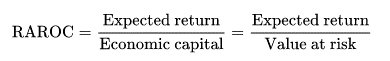 RAROC = Expected return / Economic capital = Expected return / Value at risk